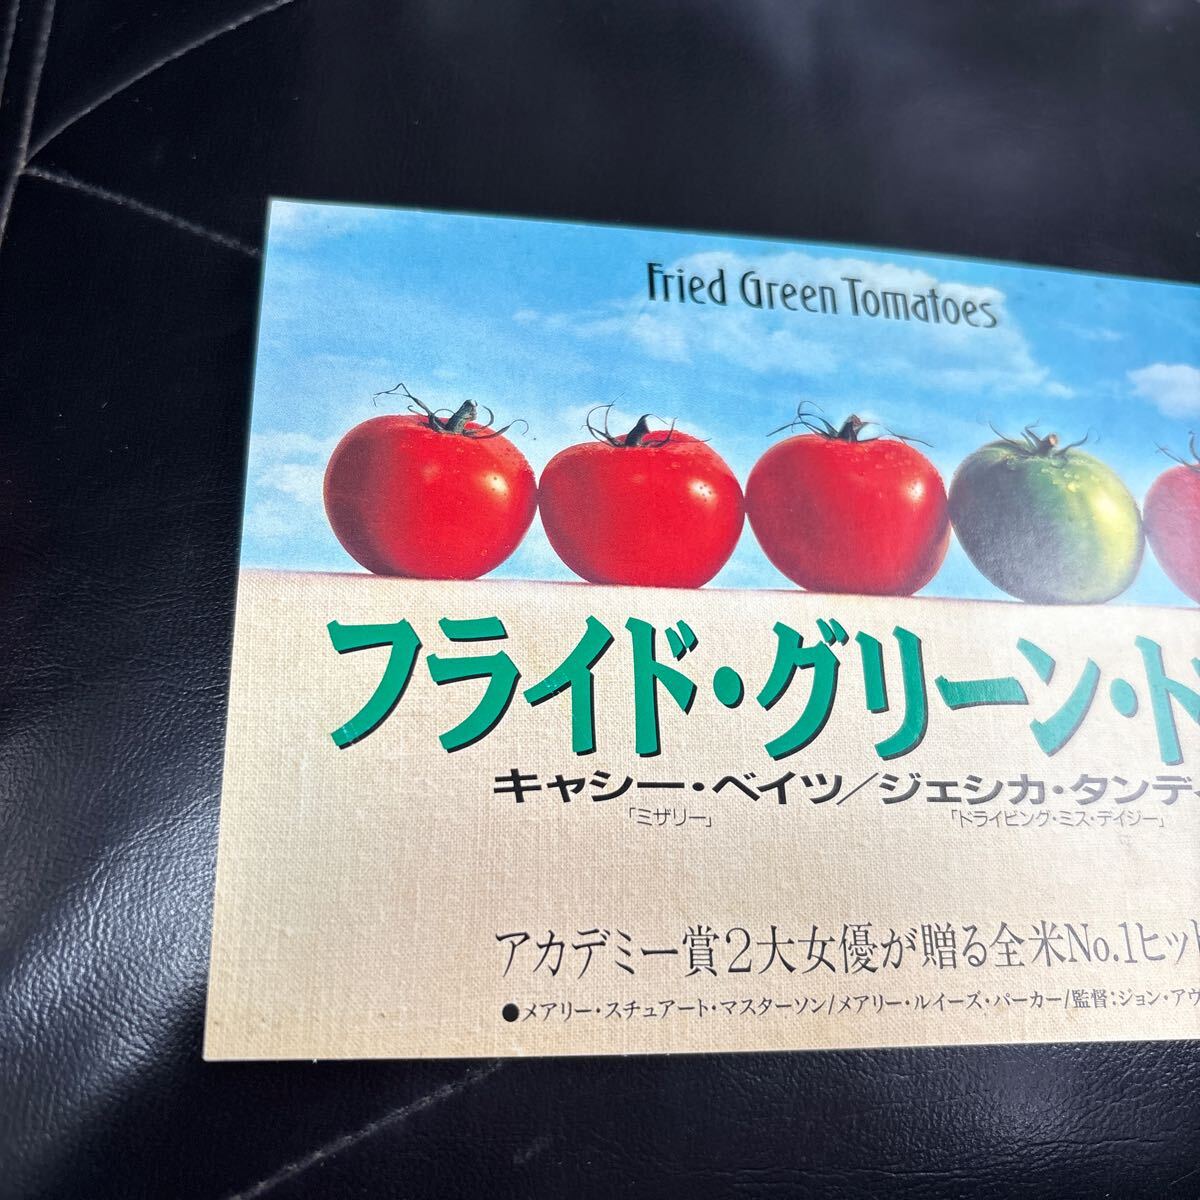 Fried Green Tomatoes
フライド・グリーン・ト
キャシー・ベイツ/ジェシカ・タンデ
「ミザリー」 「ドライビング・ミス・デイジー」
アカデミー賞2大女優が贈る全米No.1ヒット
●メアリー・スチュアート・マスターソン/メアリー・ルイーズ・パーカー/監督:ジョン・アヴ